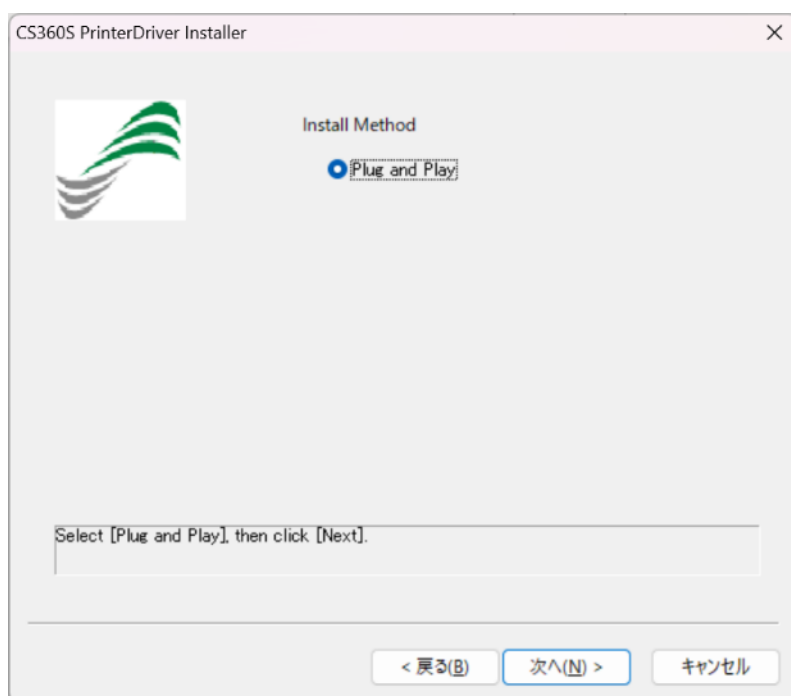 CS360S PrinterDriver Installer
Install Method
Plug and Play
Select [Plug and Play], then click [Next].
< 戻る(B) 次へ(N) > キャンセル